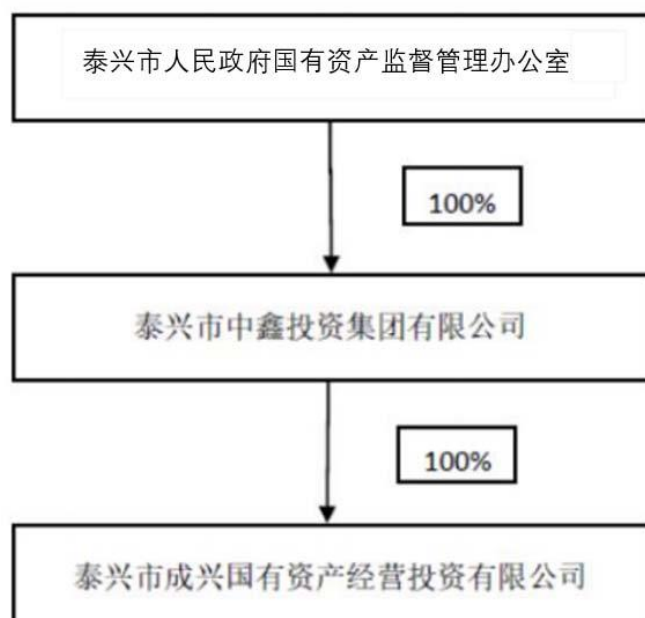 泰兴市人民政府国有资产监督管理办公室
100%
泰兴市中鑫投资集团有限公司
100%
泰兴市成兴国有资产经营投资有限公司